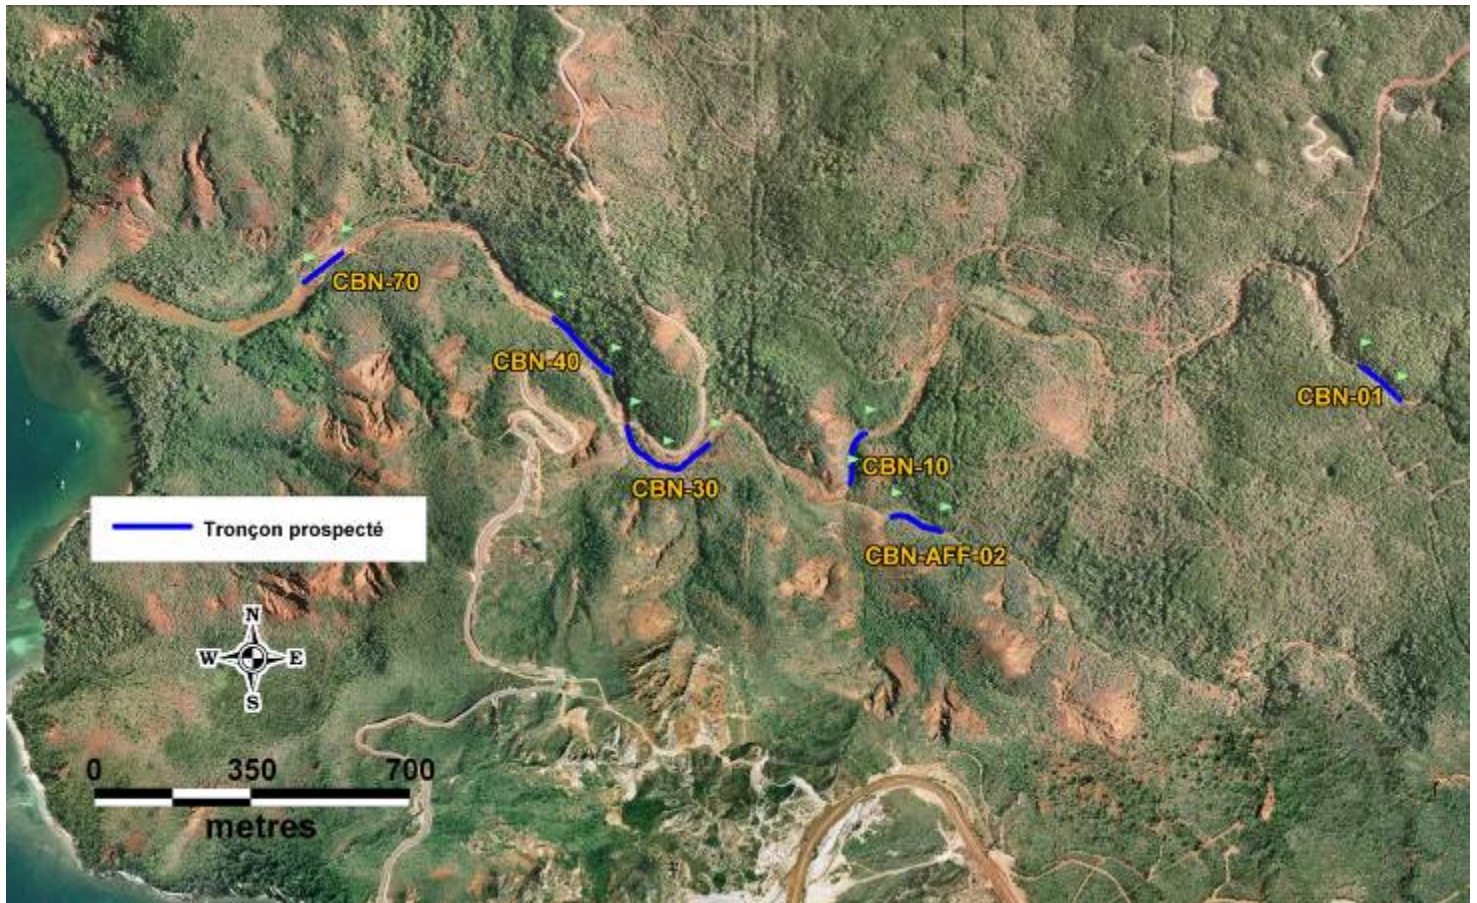 CBN-70
CBN-40
CBN-01
CBN-10
CBN-30
Tronçon prospecté
CBN-AFF-02
N
W E
S
0 350 700
metres